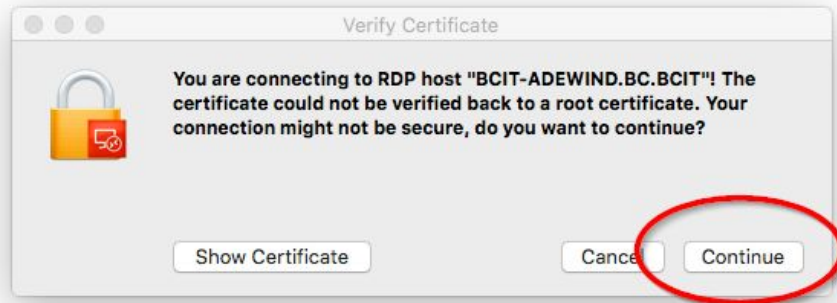 Verify Certificate
You are connecting to RDP host "BCIT-ADEWIND.BC.BCIT"! The
certificate could not be verified back to a root certificate. Your
connection might not be secure, do you want to continue?
Show Certificate
Cancel
Continue